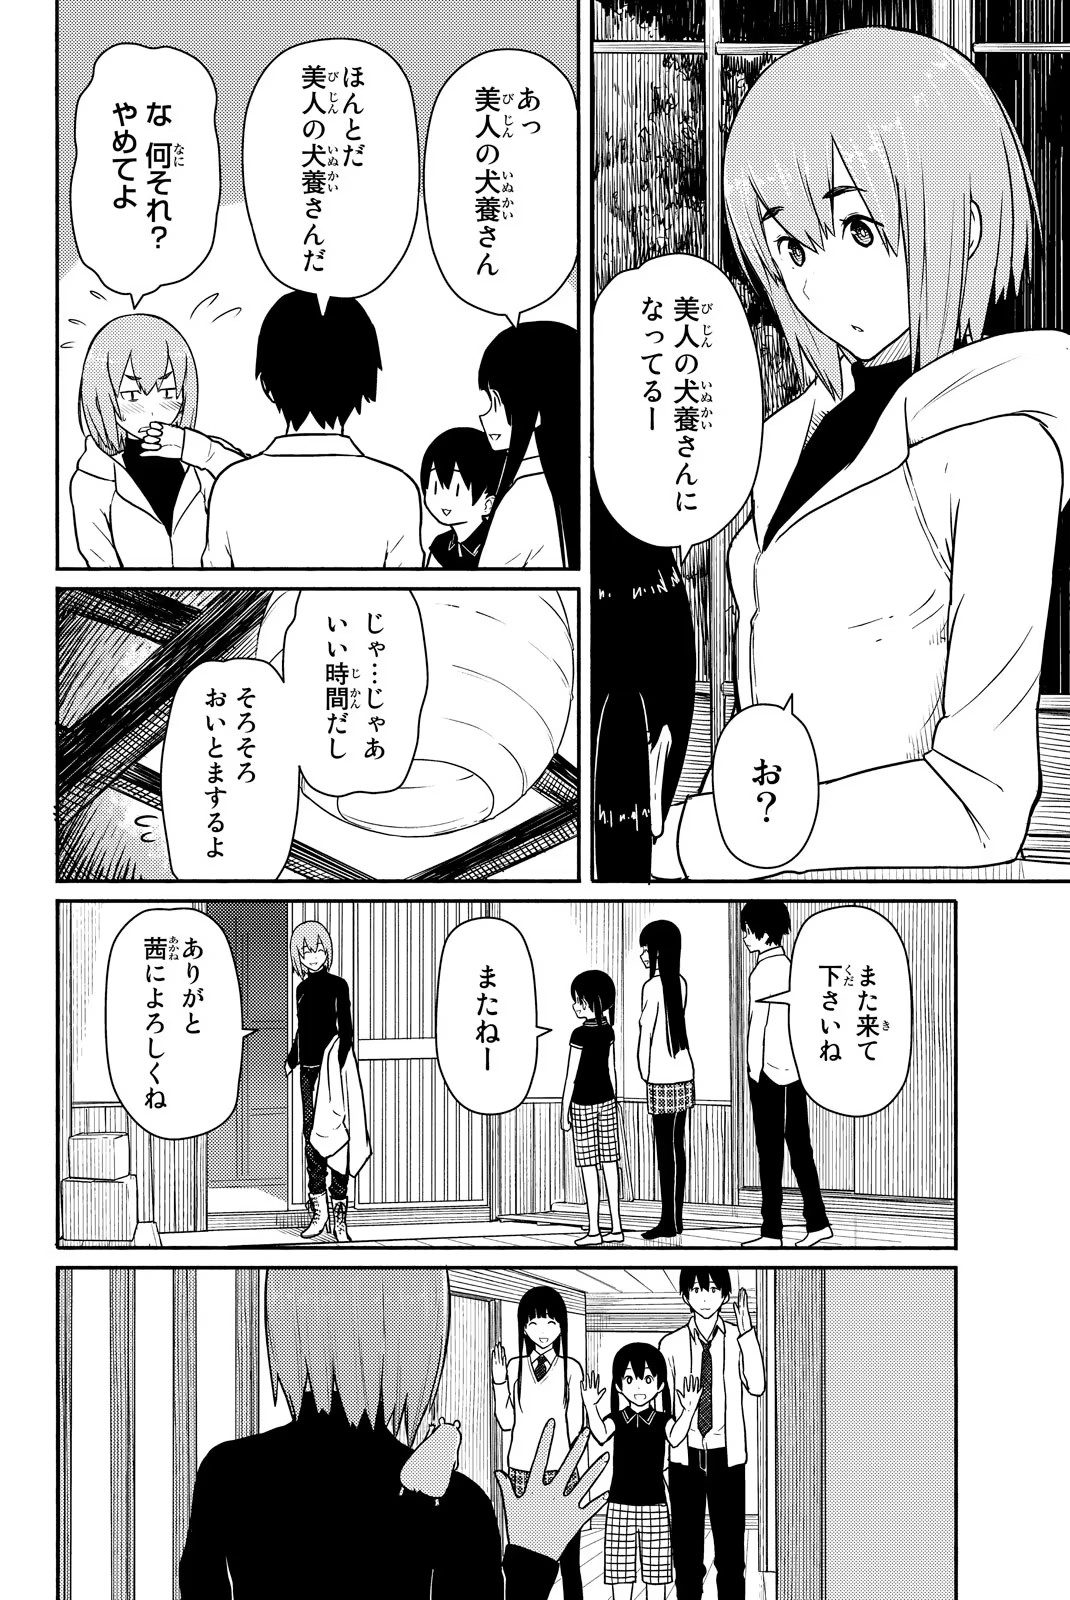 美人の犬養さんに
なってるー
お?
あっ
美人の犬養さん
ほんとだ
美人の犬養さんだ
な 何それ?
やめてよ
じゃ…じゃあ
いい時間だし
そろそろ
おいとまするよ
また来て
下さいね
またねー
ありがと
茜によろしくね